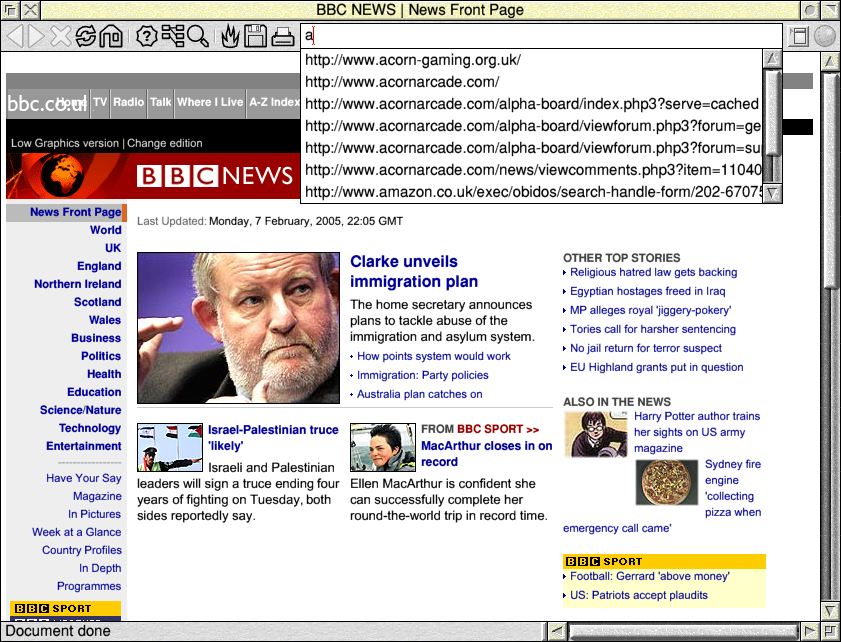 BBC NEWS | News Front Page
a
http://www.acorn-gaming.org.uk/
http://www.acornarcade.com/
http://www.acornarcade.com/alpha-board/index.php3?serve=cached
http://www.acornarcade.com/alpha-board/viewforum.php3?forum=ge
http://www.acornarcade.com/alpha-board/viewforum.php3?forum=su
http://www.acornarcade.com/news/viewcomments.php3?item=11040
http://www.amazon.co.uk/exec/obidos/search-handle-form/202-67075
bbc.co.uk Home TV Radio Talk Where I Live A-Z Index
Low Graphics version | Change edition
BBC NEWS
News Front Page
World
UK
England
Northern Ireland
Scotland
Wales
Business
Politics
Health
Education
Science/Nature
Technology
Entertainment
-----------------
Have Your Say
Magazine
In Pictures
Week at a Glance
Country Profiles
In Depth
Programmes
BBC SPORT
Last Updated: Monday, 7 February, 2005, 22:05 GMT
Clarke unveils
immigration plan
The home secretary announces
plans to tackle abuse of the
immigration and asylum system.
How points system would work
Immigration: Party policies
Australia plan catches on
Israel-Palestinian truce
'likely'
Israeli and Palestinian
leaders will sign a truce ending four
years of fighting on Tuesday, both
sides reportedly say.
FROM BBC SPORT >>
MacArthur closes in on
record
Ellen MacArthur is confident she
can successfully complete her
round-the-world trip in record time.
OTHER TOP STORIES
Religious hatred law gets backing
Egyptian hostages freed in Iraq
MP alleges royal 'jiggery-pokery'
Tories call for harsher sentencing
No jail return for terror suspect
EU Highland grants put in question
ALSO IN THE NEWS
Harry Potter author trains
her sights on US army
magazine
Sydney fire
engine
'collecting
pizza when
emergency call came'
BBC SPORT
Football: Gerrard 'above money'
US: Patriots accept plaudits
Document done